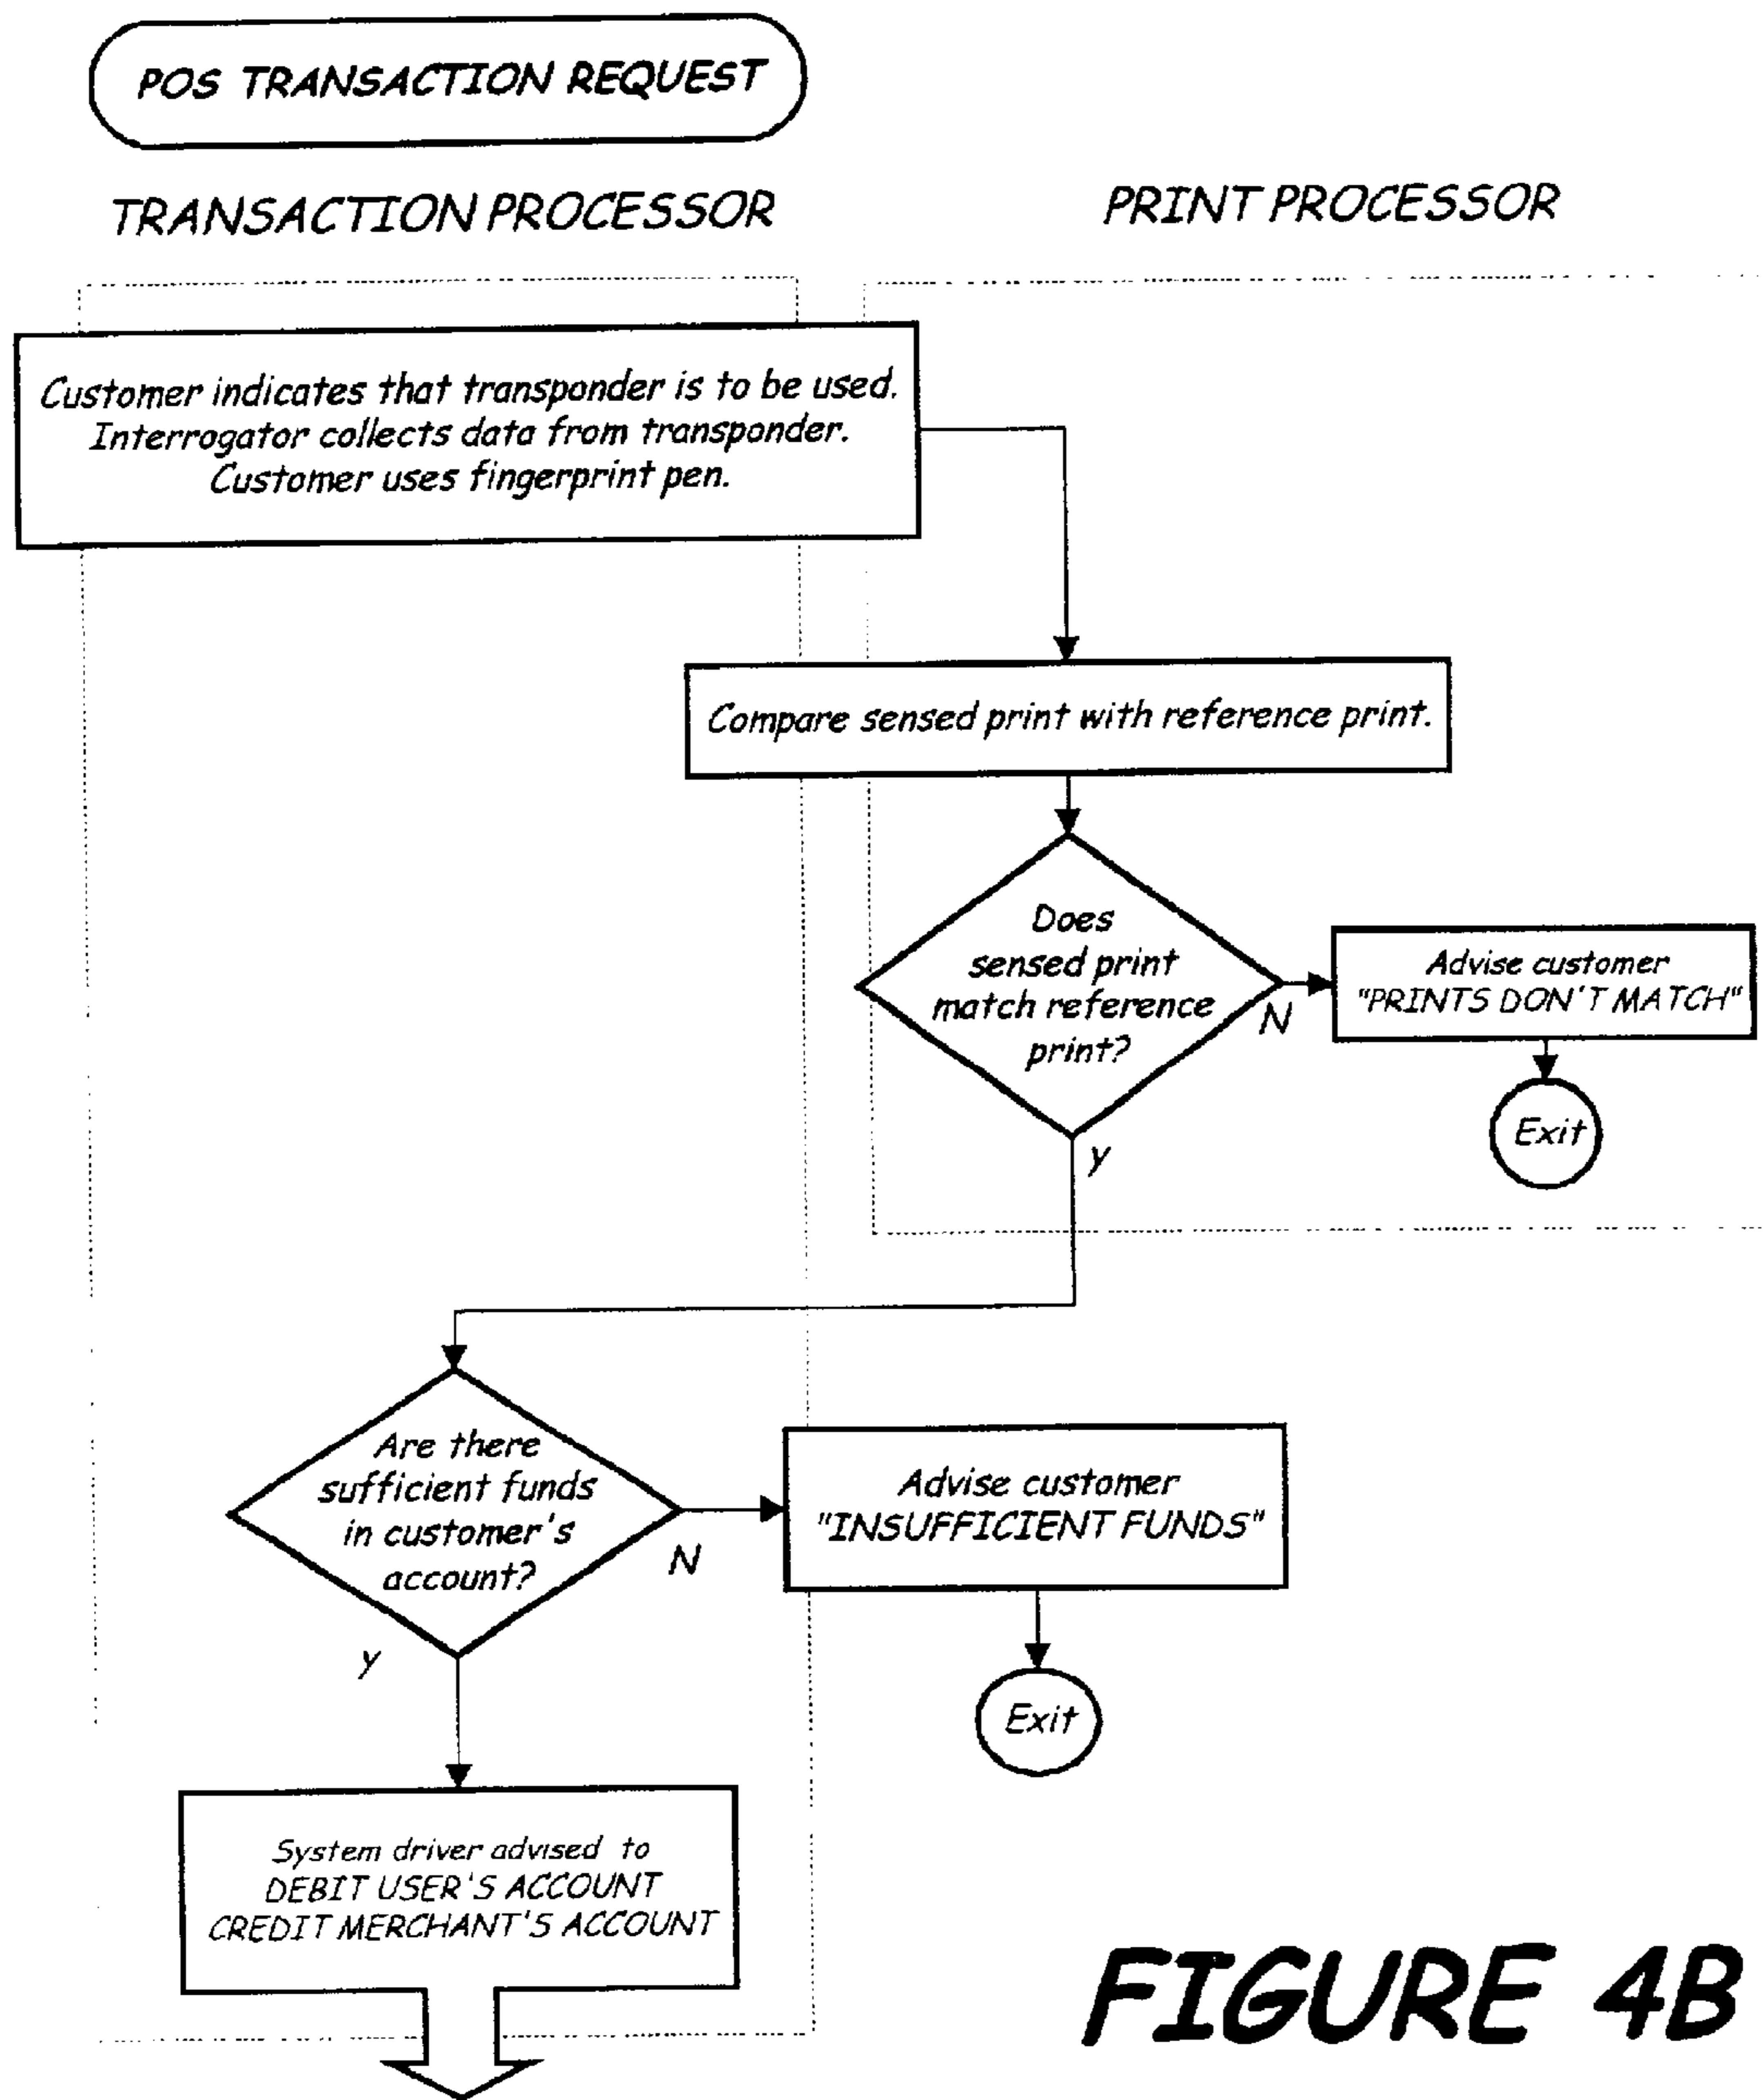 POS TRANSACTION REQUEST
TRANSACTION PROCESSOR
PRINT PROCESSOR
Customer indicates that transponder is to be used.
Interrogator collects data from transponder.
Customer uses fingerprint pen.
Compare sensed print with reference print.
Does
sensed print
match reference
print?
N
Advise customer
"PRINTS DON'T MATCH"
Exit
y
Are there
sufficient funds
in customer's
account?
N
Advise customer
"INSUFFICIENT FUNDS"
Exit
y
System driver advised to
DEBIT USER'S ACCOUNT
CREDIT MERCHANT'S ACCOUNT
FIGURE 4B